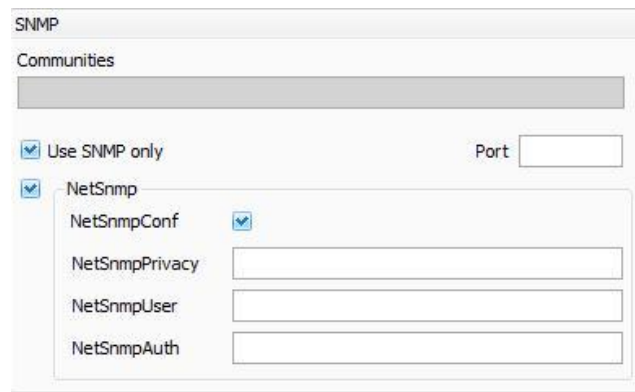 SNMP
Communities
Use SNMP only Port
NetSnmp
NetSnmpConf
NetSnmpPrivacy
NetSnmpUser
NetSnmpAuth